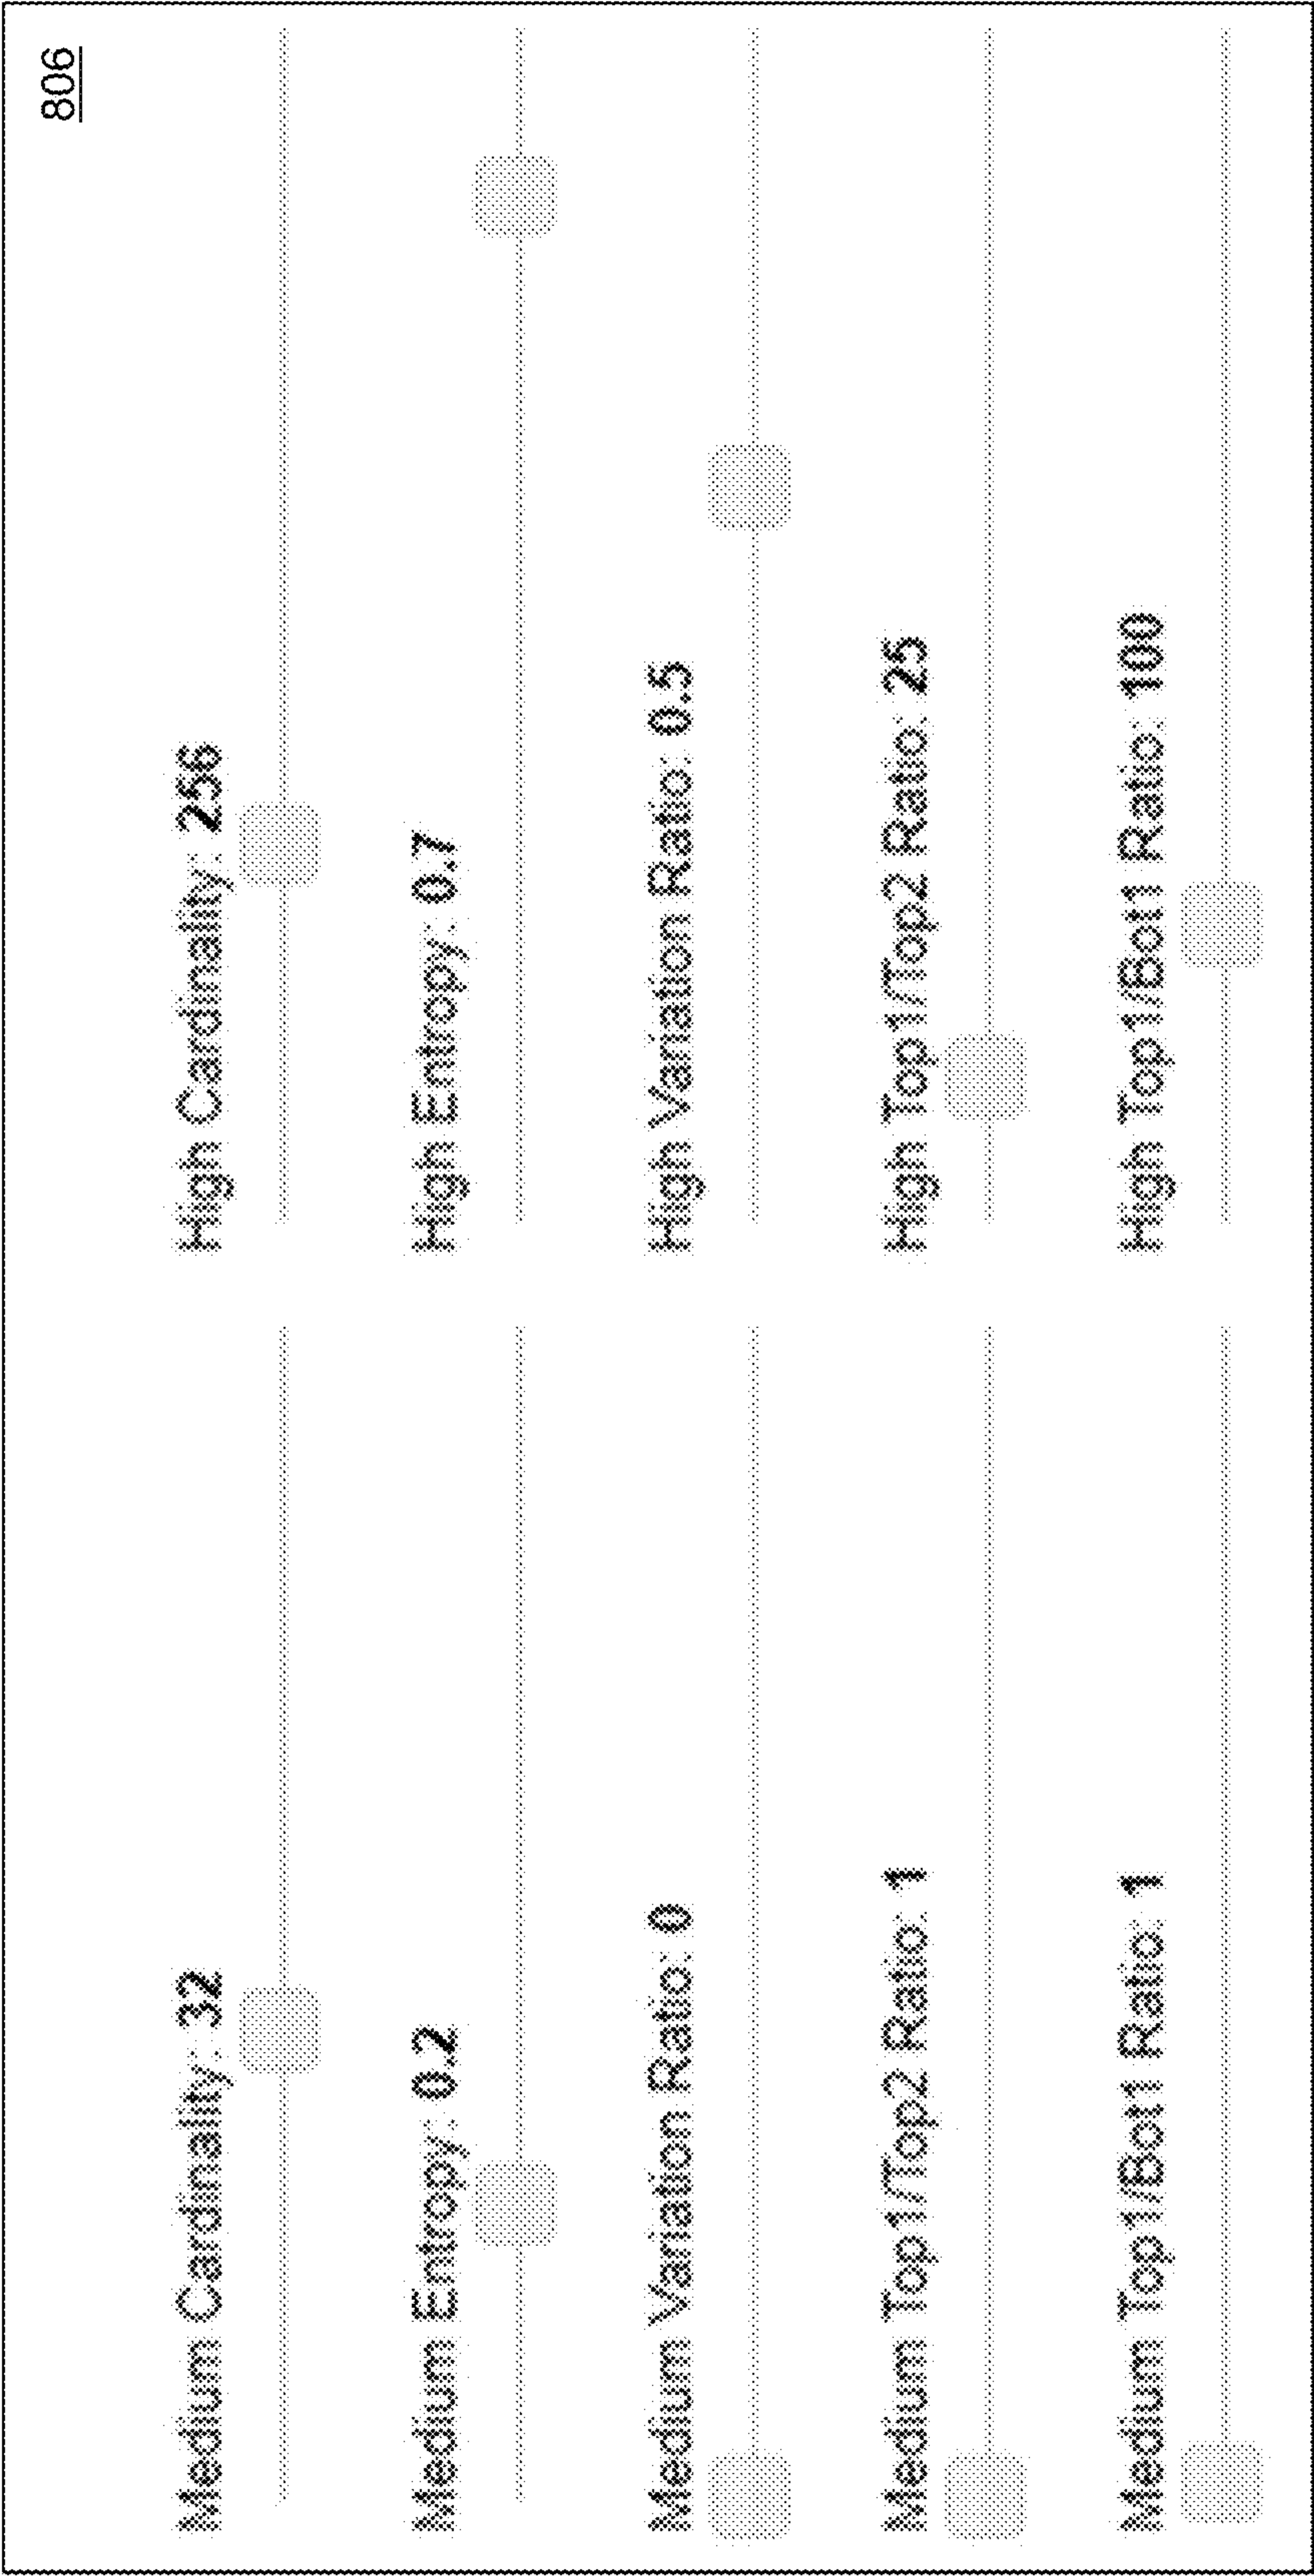 806
Medium Cardinality: 32
High Cardinality: 256
Medium Entropy: 0.2
High Entropy: 0.7
Medium Variation Ratio: 0
High Variation Ratio: 0.5
Medium Top1/Top2 Ratio: 1
High Top1/Top2 Ratio: 25
Medium Top1/Bot1 Ratio: 1
High Top1/Bot1 Ratio: 100